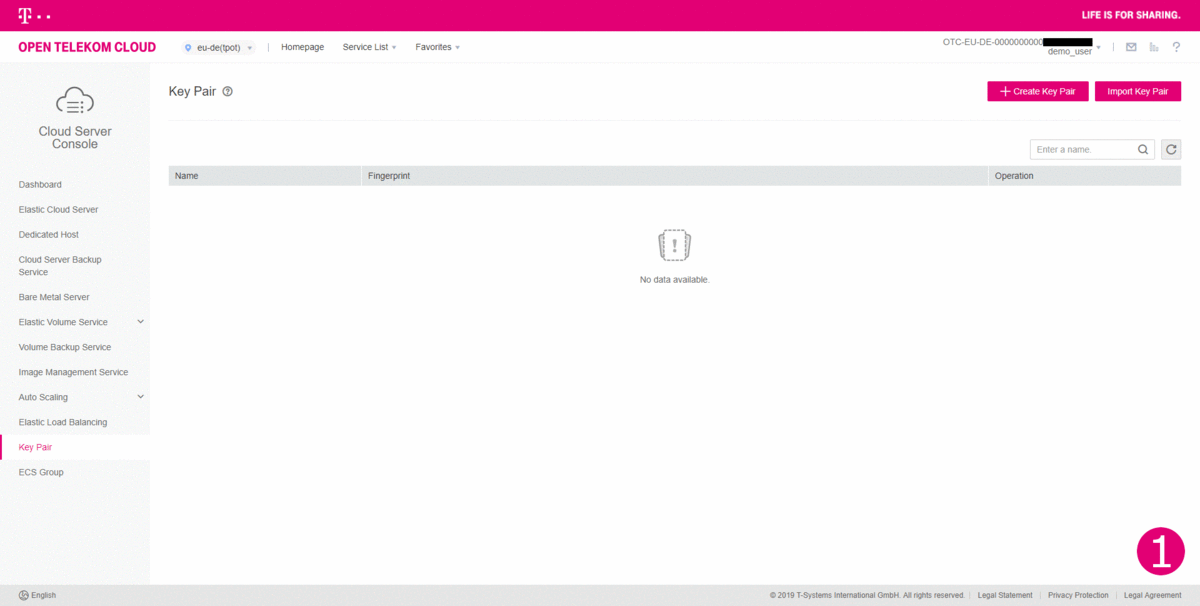 T
LIFE IS FOR SHARING.
OPEN TELEKOM CLOUD
eu-de(tpot)
Homepage
Service List
Favorites
OTC-EU-DE-0000000000
demo_user
?
Cloud Server
Console
Key Pair ?
+ Create Key Pair
Import Key Pair
Enter a name.
Name
Fingerprint
Operation
!
No data available.
Dashboard
Elastic Cloud Server
Dedicated Host
Cloud Server Backup
Service
Bare Metal Server
Elastic Volume Service
Volume Backup Service
Image Management Service
Auto Scaling
Elastic Load Balancing
Key Pair
ECS Group
1
English
© 2019 T-Systems International GmbH. All rights reserved.
Legal Statement
Privacy Protection
Legal Agreement